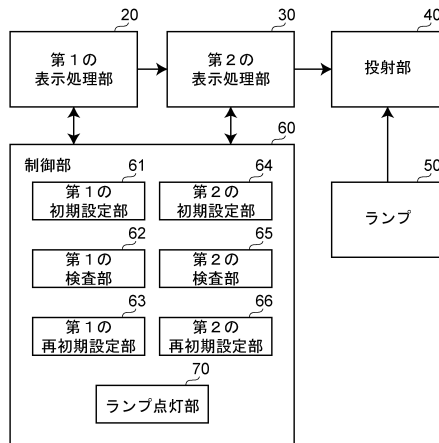 20
第1の
表示処理部
30
第2の
表示処理部
40
投射部
50
ランプ
60
制御部
61
第1の
初期設定部
64
第2の
初期設定部
62
第1の
検査部
65
第2の
検査部
63
第1の
再初期設定部
66
第2の
再初期設定部
70
ランプ点灯部